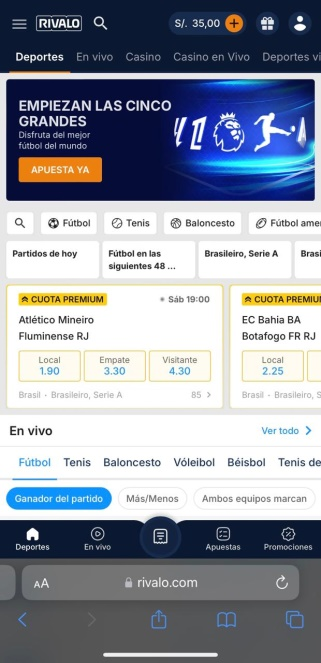 RIVALO
S/. 35,00
Deportes En vivo Casino Casino en Vivo Deportes vi
EMPIEZAN LAS CINCO
GRANDES
Disfruta del mejor
fútbol del mundo
APUESTA YA
Fútbol Tenis Baloncesto Fútbol ame
Partidos de hoy
Fútbol en las
siguientes 48 ...
Brasileiro, Serie A
Brasi
CUOTA PREMIUM
Sáb 19:00
Atlético Mineiro
Fluminense RJ
Local
1.90
Empate
3.30
Visitante
4.30
Brasil • Brasileiro, Serie A
85 >
CUOTA PREMIU
EC Bahia BA
Botafogo FR RJ
Local
2.25
Brasil • Brasileiro, S
En vivo
Ver todo >
Fútbol Tenis Baloncesto Vóleibol Béisbol Tenis de
Ganador del partido Más/Menos Ambos equipos marcan
Deportes En vivo Apuestas Promociones
AA rivalo.com